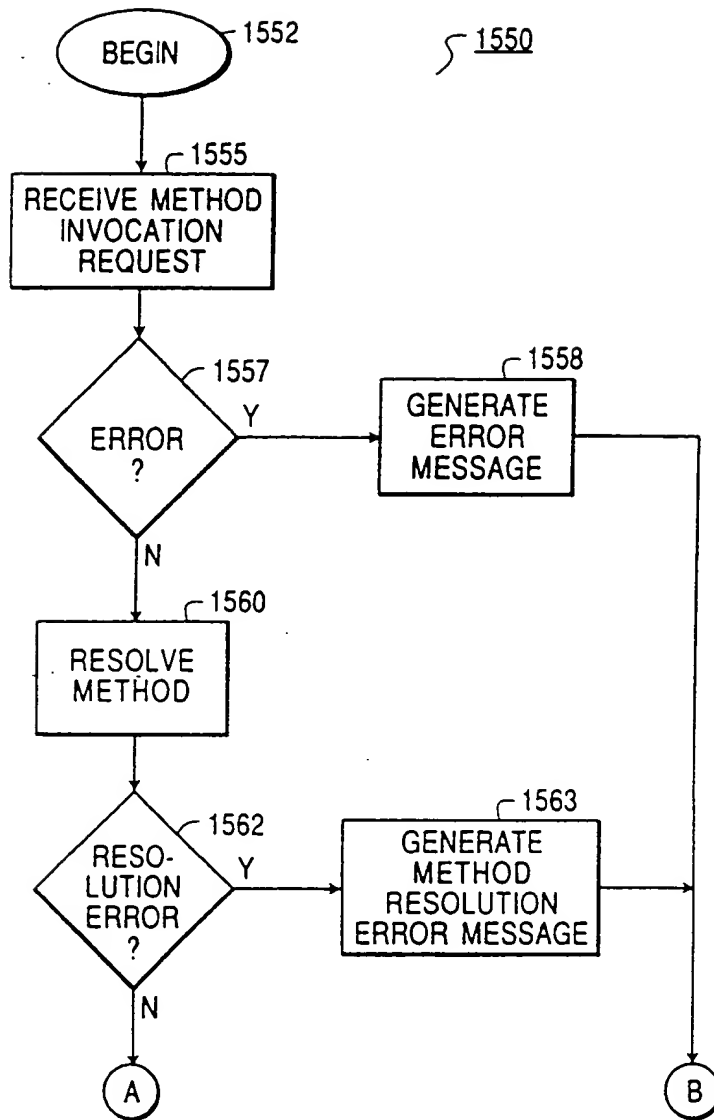 1552
BEGIN
1550
1555
RECEIVE METHOD
INVOCATION
REQUEST
1557
ERROR
?
Y
1558
GENERATE
ERROR
MESSAGE
N
1560
RESOLVE
METHOD
1562
RESO-
LUTION
ERROR
?
Y
1563
GENERATE
METHOD
RESOLUTION
ERROR MESSAGE
N
A
B